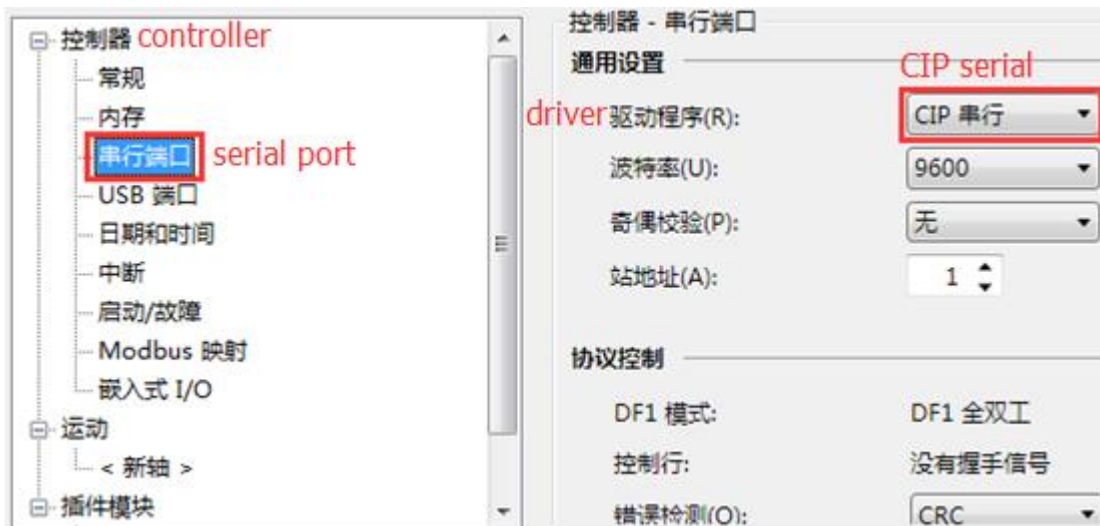 控制器 controller
常规
内存
串行端口 serial port
USB 端口
日期和时间
中断
启动/故障
Modbus 映射
嵌入式 I/O
运动
< 新轴 >
插件模块
控制器 - 串行端口
通用设置
CIP serial
driver 驱动程序(R): CIP 串行
波特率(U): 9600
奇偶校验(P): 无
站地址(A): 1
协议控制
DF1 模式: DF1 全双工
控制行: 没有握手信号
错误检测(O): CRC